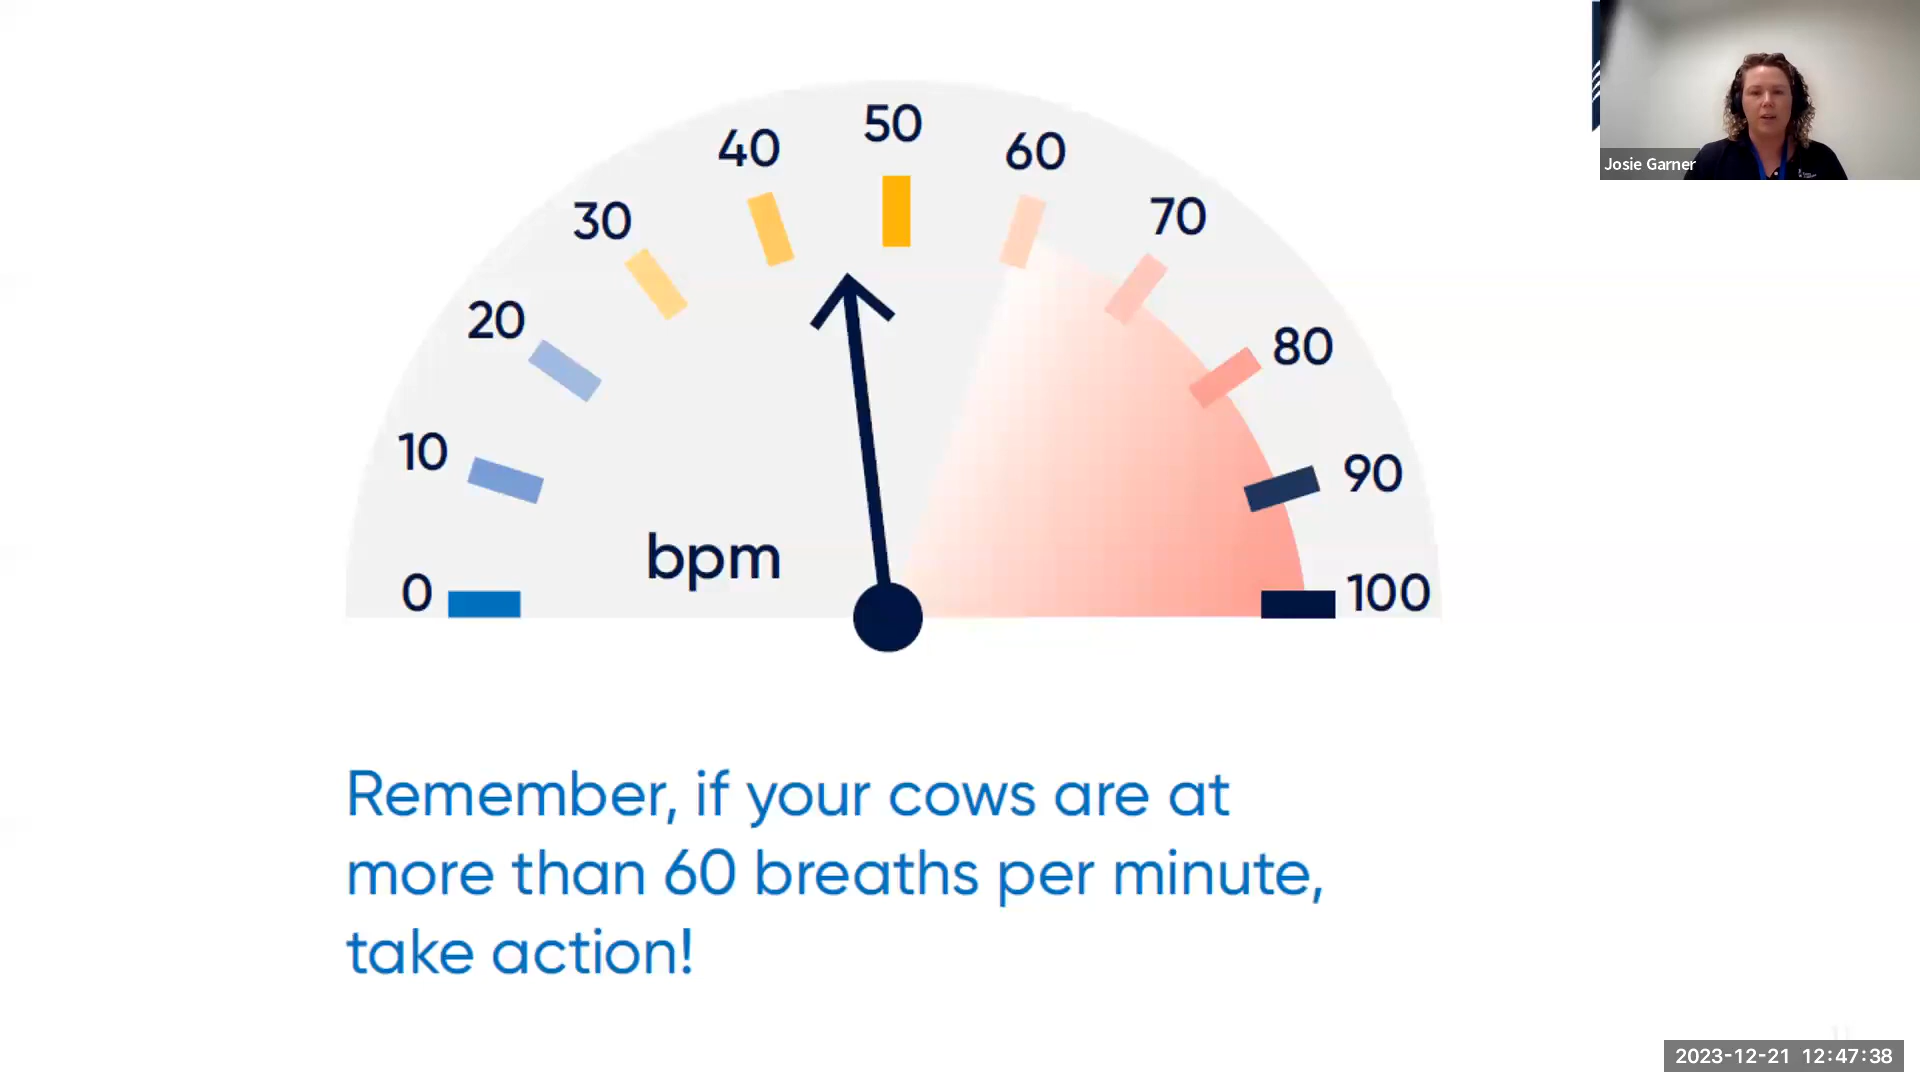 50
40
60
30
70
20
80
10
90
bpm
0
100
Remember, if your cows are at
more than 60 breaths per minute,
take action!
Josie Garner
2023-12-21 12:47:38